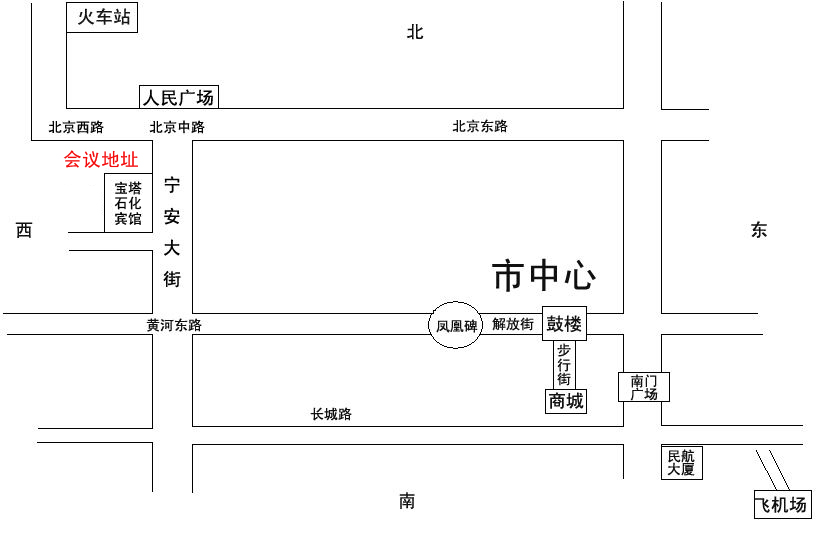 火车站
北
人民广场
北京西路
北京中路
北京东路
会议地址
宝塔
石化
宾馆
宁安大街
西
东
市中心
黄河东路
凤凰碑
解放街
鼓楼
步行街
南门
广场
商城
长城路
民航
大厦
南
飞机场